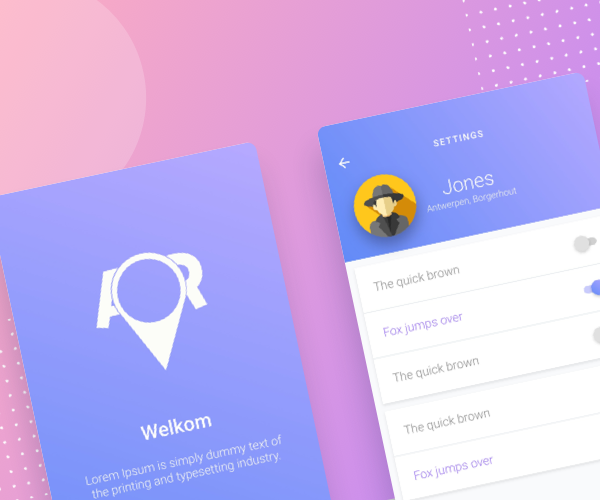 AR
Welkom
Lorem Ipsum is simply dummy text of
the printing and typesetting industry.
SETTINGS
Jones
Antwerpen, Borgerhout
The quick brown
Fox jumps over
The quick brown
The quick brown
Fox jumps over